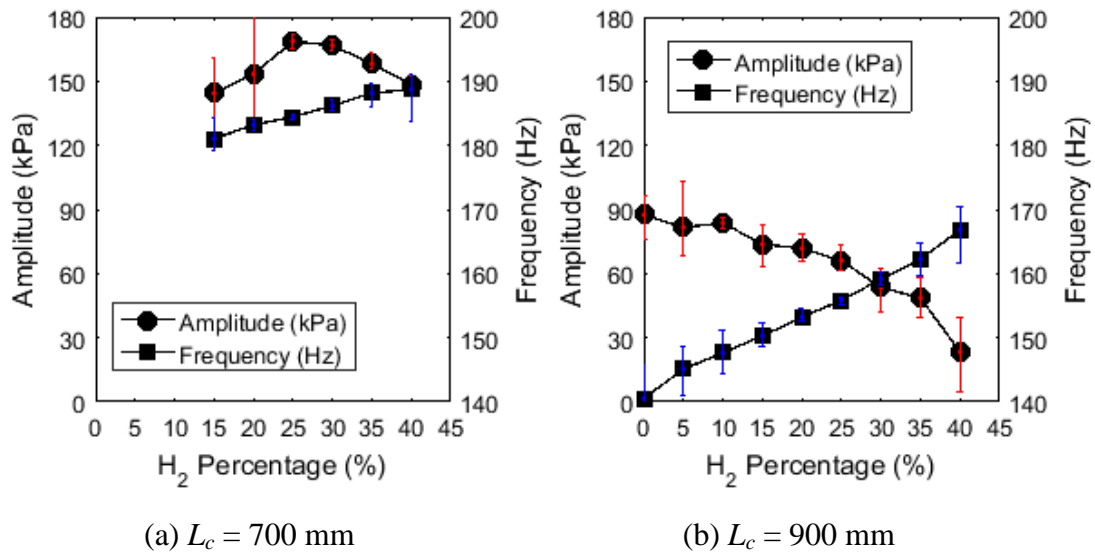 180
150
120
90
60
30
0
Amplitude (kPa)
200
190
180
170
160
150
140
Frequency (Hz)
Amplitude (kPa)
Frequency (Hz)
0 5 10 15 20 25 30 35 40 45
H2 Percentage (%)
(a) Lc = 700 mm
180
150
120
90
60
30
0
Amplitude (kPa)
200
190
180
170
160
150
140
Frequency (Hz)
Amplitude (kPa)
Frequency (Hz)
0 5 10 15 20 25 30 35 40 45
H2 Percentage (%)
(b) Lc = 900 mm